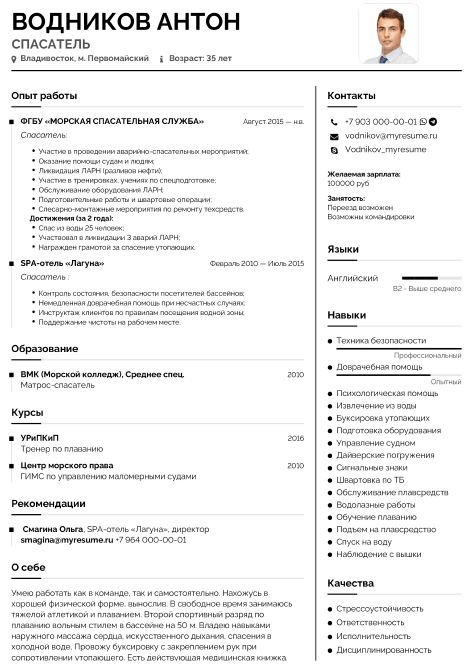 ВОДНИКОВ АНТОН
СПАСАТЕЛЬ
Владивосток, м. Первомайский Возраст: 35 лет
Опыт работы
ФГБУ «МОРСКАЯ СПАСАТЕЛЬНАЯ СЛУЖБА» Август 2015 — н.в.
Спасатель:
Участие в проведении аварийно-спасательных мероприятий;
Оказание помощи судам и людям;
Ликвидация ЛАРН (разливов нефти);
Участие в тренировках, учениях по спецподготовке;
Обслуживание оборудования ЛАРН;
Подготовительные работы и швартовые операции;
Слесарно-монтажные мероприятия по ремонту техсредств.
Достижения (за 2 года):
Спас из воды 25 человек;
Участвовал в ликвидации 3 аварий ЛАРН;
Награжден грамотой за спасение утопающих.
SPA-отель «Лагуна» Февраль 2010 — Июль 2015
Спасатель :
Контроль состояния, безопасности посетителей бассейнов;
Немедленная доврачебная помощь при несчастных случаях;
Инструктаж клиентов по правилам посещения водной зоны;
Поддержание чистоты на рабочем месте.
Образование
ВМК (Морской колледж), Среднее спец. 2010
Матрос-спасатель
Курсы
УРиПКиП 2016
Тренер по плаванию
Центр морского права 2010
ГИМС по управлению маломерными судами
Рекомендации
Смагина Ольга, SPA-отель «Лагуна», директор
smagina@myresume.ru +7 964 000-00-01
О себе
Умею работать как в команде, так и самостоятельно. Нахожусь в
хорошей физической форме, вынослив. В свободное время занимаюсь
тяжелой атлетикой и плаванием. Второй спортивный разряд по
плаванию вольным стилем в бассейне на 50 м. Владею навыками
наружного массажа сердца, искусственного дыхания, спасения в
холодной воде. Провожу буксировку с закреплением рук при
сопротивлении утопающего. Есть действующая медицинская книжка,
Контакты
+7 903 000-00-01
vodnikov@myresume.ru
Vodnikov_myresume
Желаемая зарплата:
100000 руб
Занятость:
Переезд возможен
Возможны командировки
Языки
Английский
B2 - Выше среднего
Навыки
Техника безопасности
Профессиональный
Доврачебная помощь
Опытный
Психологическая помощь
Извлечение из воды
Буксировка утопающих
Подготовка оборудования
Управление судном
Дайверские погружения
Сигнальные знаки
Швартовка по ТБ
Обслуживание плавсредств
Водолазные работы
Обучение плаванию
Подъем на плавсредство
Спуск на воду
Наблюдение с вышки
Качества
Стрессоустойчивость
Ответственность
Исполнительность
Дисциплинированность